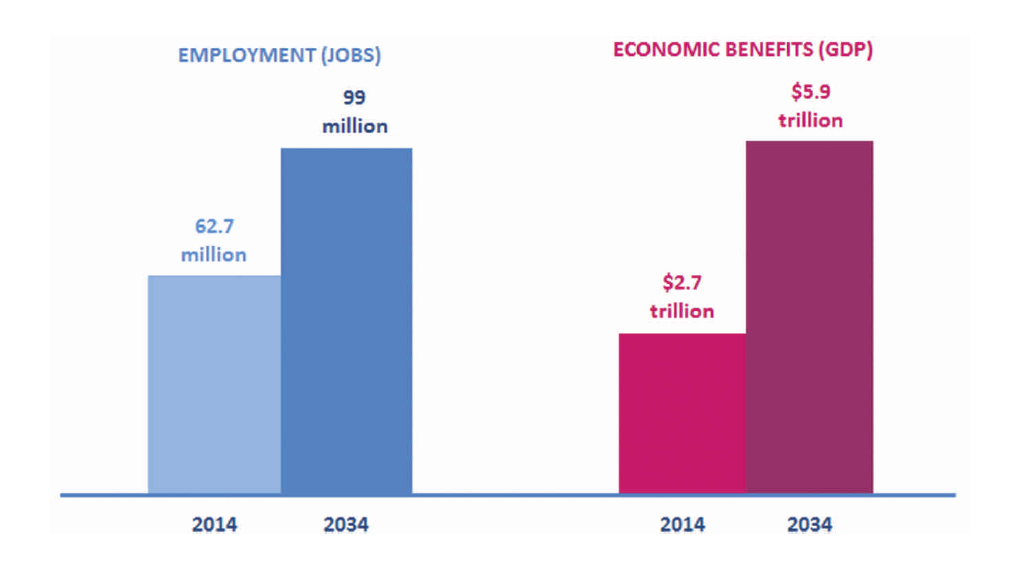 EMPLOYMENT (JOBS)
99
million
62.7
million
2014
2034
ECONOMIC BENEFITS (GDP)
$5.9
trillion
$2.7
trillion
2014
2034